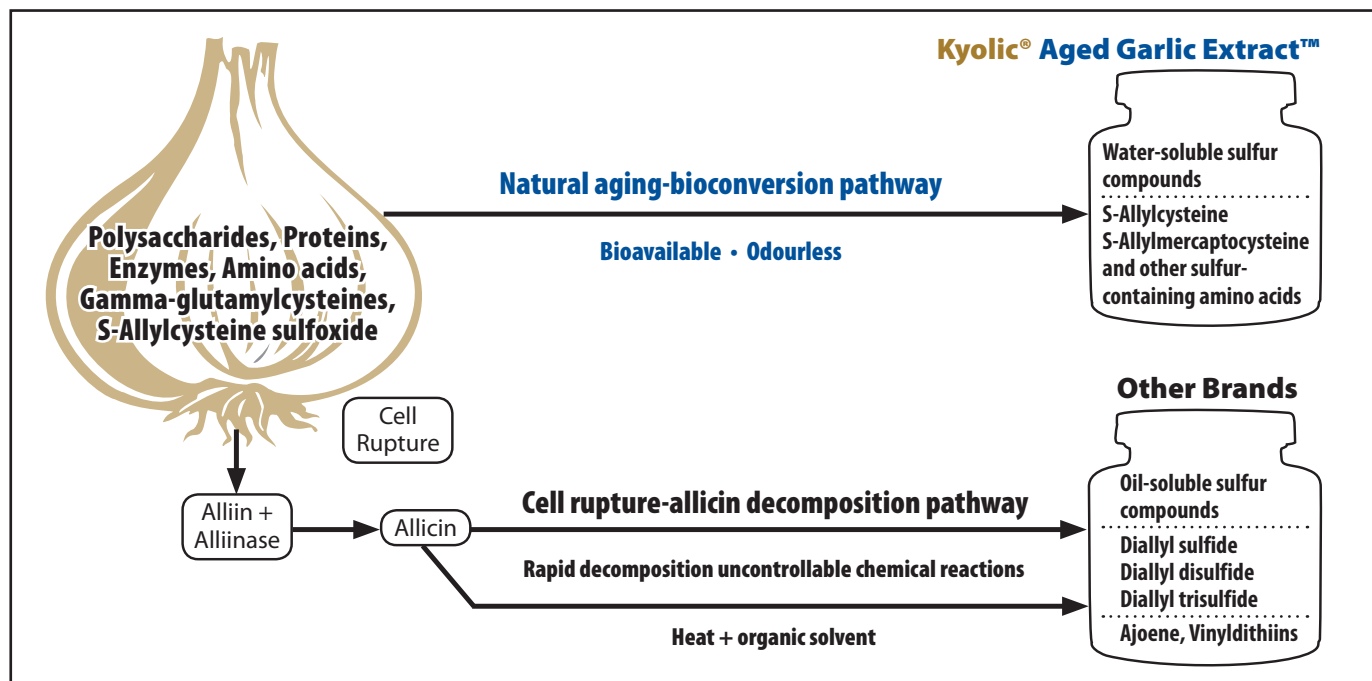 Kyolic® Aged Garlic Extract™
Water-soluble sulfur
compounds
S-Allylcysteine
S-Allylmercaptocysteine
and other sulfur-
containing amino acids
Natural aging-bioconversion pathway
Bioavailable • Odourless
Polysaccharides, Proteins,
Enzymes, Amino acids,
Gamma-glutamylcysteines,
S-Allylcysteine sulfoxide
Cell
Rupture
Alliin +
Alliinase
Allicin
Cell rupture-allicin decomposition pathway
Rapid decomposition uncontrollable chemical reactions
Heat + organic solvent
Other Brands
Oil-soluble sulfur
compounds
Diallyl sulfide
Diallyl disulfide
Diallyl trisulfide
Ajoene, Vinyldithiins